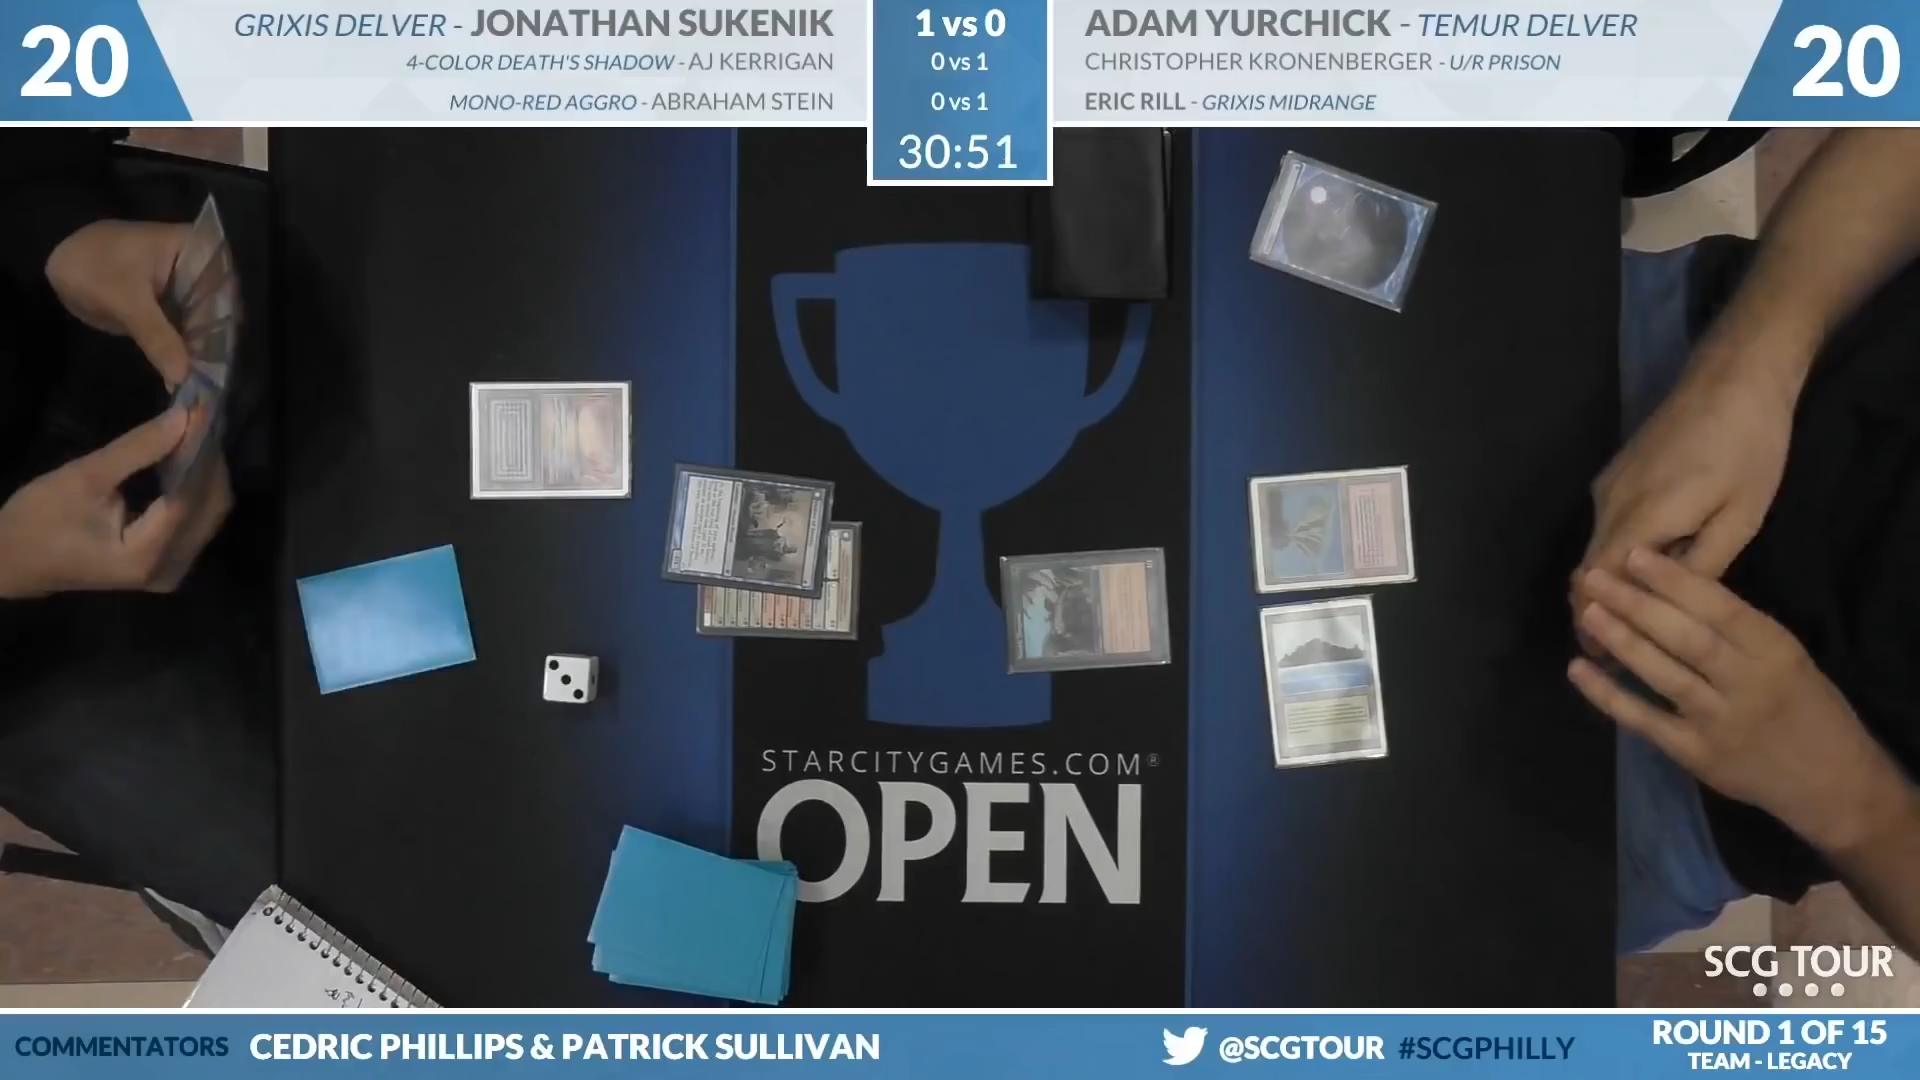 20
GRIXIS DELVER - JONATHAN SUKENIK
4-COLOR DEATH'S SHADOW - AJ KERRIGAN
MONO-RED AGGRO - ABRAHAM STEIN
1 vs 0
0 vs 1
0 vs 1
30:51
ADAM YURCHICK - TEMUR DELVER
CHRISTOPHER KRONENBERGER - U/R PRISON
ERIC RILL - GRIXIS MIDRANGE
20
STARCITYGAMES.COM®
OPEN
SCG TOUR
COMMENTATORS CEDRIC PHILLIPS & PATRICK SULLIVAN
@SCGTOUR #SCGPHILLY
ROUND 1 OF 15
TEAM - LEGACY